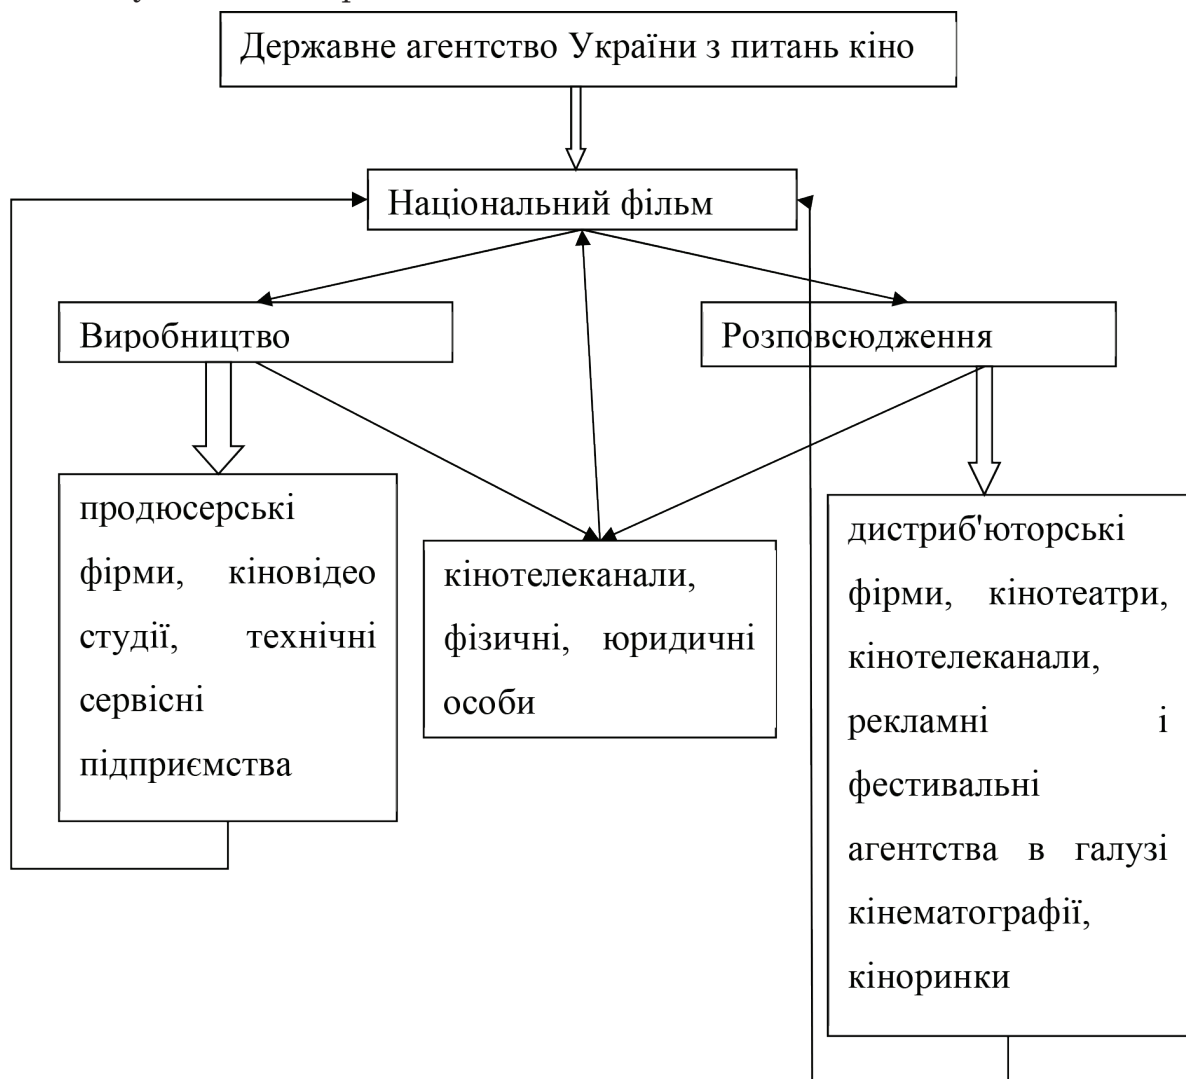 Державне агентство України з питань кіно
Національний фільм
Виробництво
Розповсюдження
продюсерські
фірми, кіновідео
студії, технічні
сервісні
підприємства
кінотелеканали,
фізичні, юридичні
особи
дистриб'юторські
фірми, кінотеатри,
кінотелеканали,
рекламні і
фестивальні
агентства в галузі
кінематографії,
кіноринки